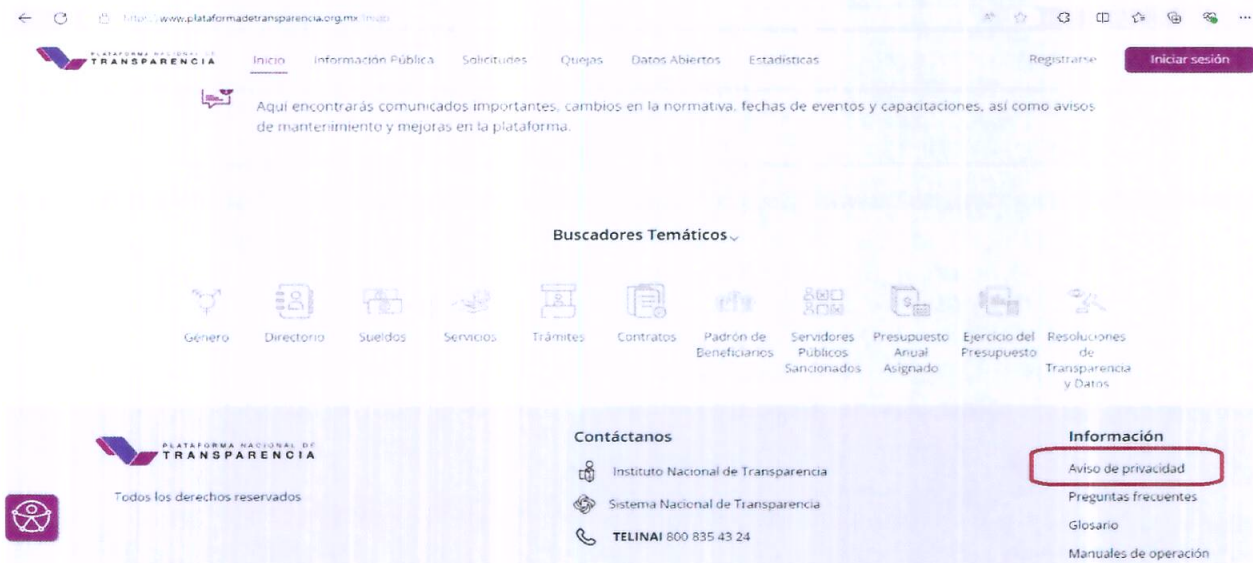 www.plataformadetransparencia.org.mx
PLATAFORMA NACIONAL DE
TRANSPARENCIA
Inicio
Información Pública
Solicitudes
Quejas
Datos Abiertos
Estadísticas
Registrarse
Iniciar sesión
Aquí encontrarás comunicados importantes, cambios en la normativa, fechas de eventos y capacitaciones, así como avisos
de mantenimiento y mejoras en la plataforma.
Buscadores Temáticos
Género
Directorio
Sueldos
Servicios
Trámites
Contratos
Padrón de
Beneficiarios
Servidores
Públicos
Sancionados
Presupuesto
Anual
Asignado
Ejercicio del
Presupuesto
Resoluciones
de
Transparencia
y Datos
PLATAFORMA NACIONAL DE
TRANSPARENCIA
Todos los derechos reservados
Contáctanos
Instituto Nacional de Transparencia
Sistema Nacional de Transparencia
TELINAI 800 835 43 24
Información
Aviso de privacidad
Preguntas frecuentes
Glosario
Manuales de operación